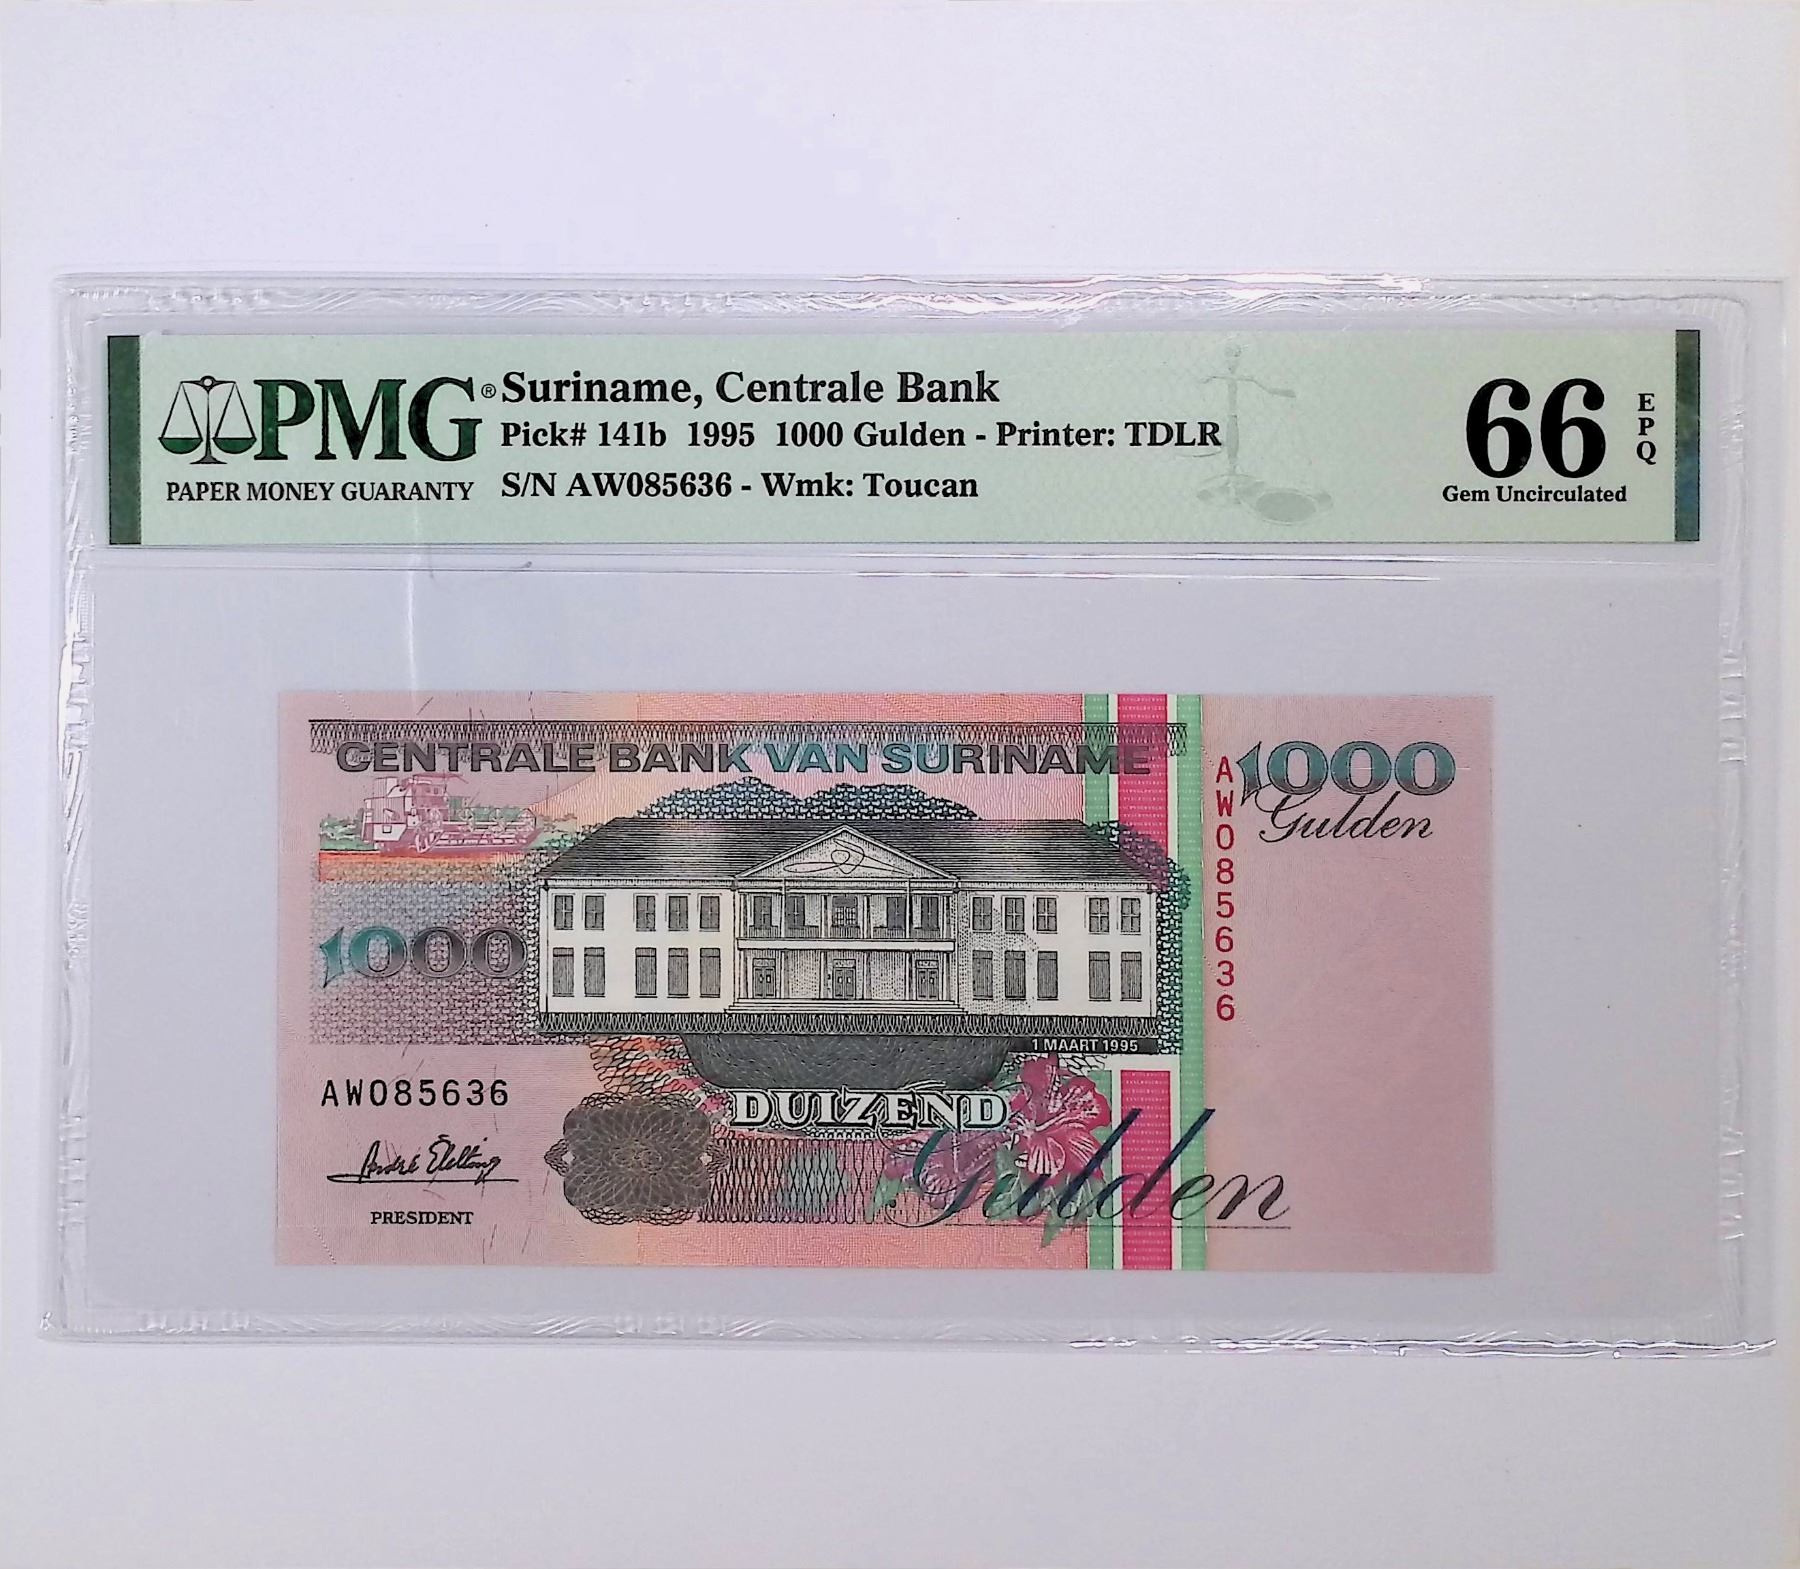 PMG®
PAPER MONEY GUARANTY
Suriname, Centrale Bank
Pick# 141b 1995 1000 Gulden - Printer: TDLR
S/N AW085636 - Wmk: Toucan
66
EPQ
Gem Uncirculated
CENTRALE BANK VAN SURINAME
1000
Gulden
AW085636
1000
1 MAART 1995
AW085636
DUIZEND
Gulden
PRESIDENT